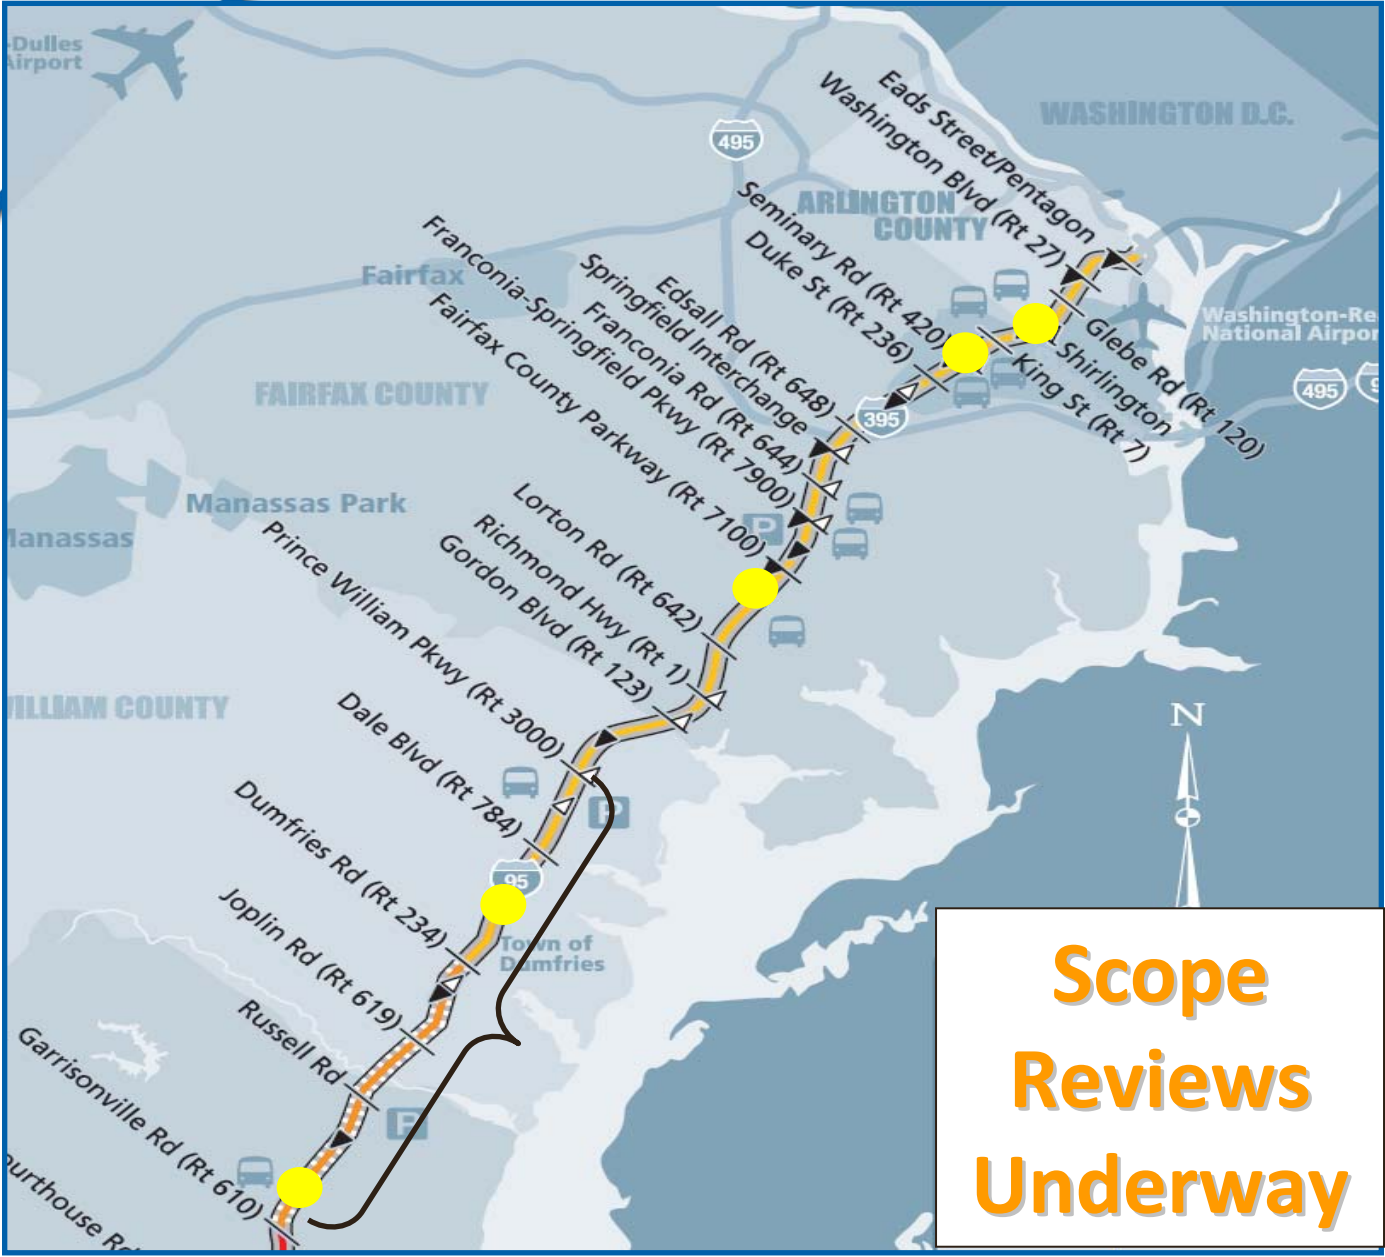 -Dulles
Airport
WASHINGTON D.C.
495
Eads Street/Pentagon
Washington Blvd (Rt 27)
ARLINGTON
COUNTY
Seminary Rd (Rt 420)
Duke St (Rt 236)
Edsall Rd (Rt 648)
Springfield Interchange
Franconia Rd (Rt 644)
Franconia-Springfield Pkwy (Rt 7900)
Fairfax County Parkway (Rt 7100)
Fairfax
Glebe Rd (Rt 120)
Shirlington
King St (Rt 7)
Washington-Re
National Airpor
495
9
395
FAIRFAX COUNTY
Manassas Park
Manassas
P
Lorton Rd (Rt 642)
Richmond Hwy (Rt 1)
Gordon Blvd (Rt 123)
Prince William Pkwy (Rt 3000)
WILLIAM COUNTY
N
Dale Blvd (Rt 784)
P
Dumfries Rd (Rt 234)
95
Town of
Dumfries
Joplin Rd (Rt 619)
Russell Rd
P
Garrisonville Rd (Rt 610)
ourthouse Rd
Scope
Reviews
Underway